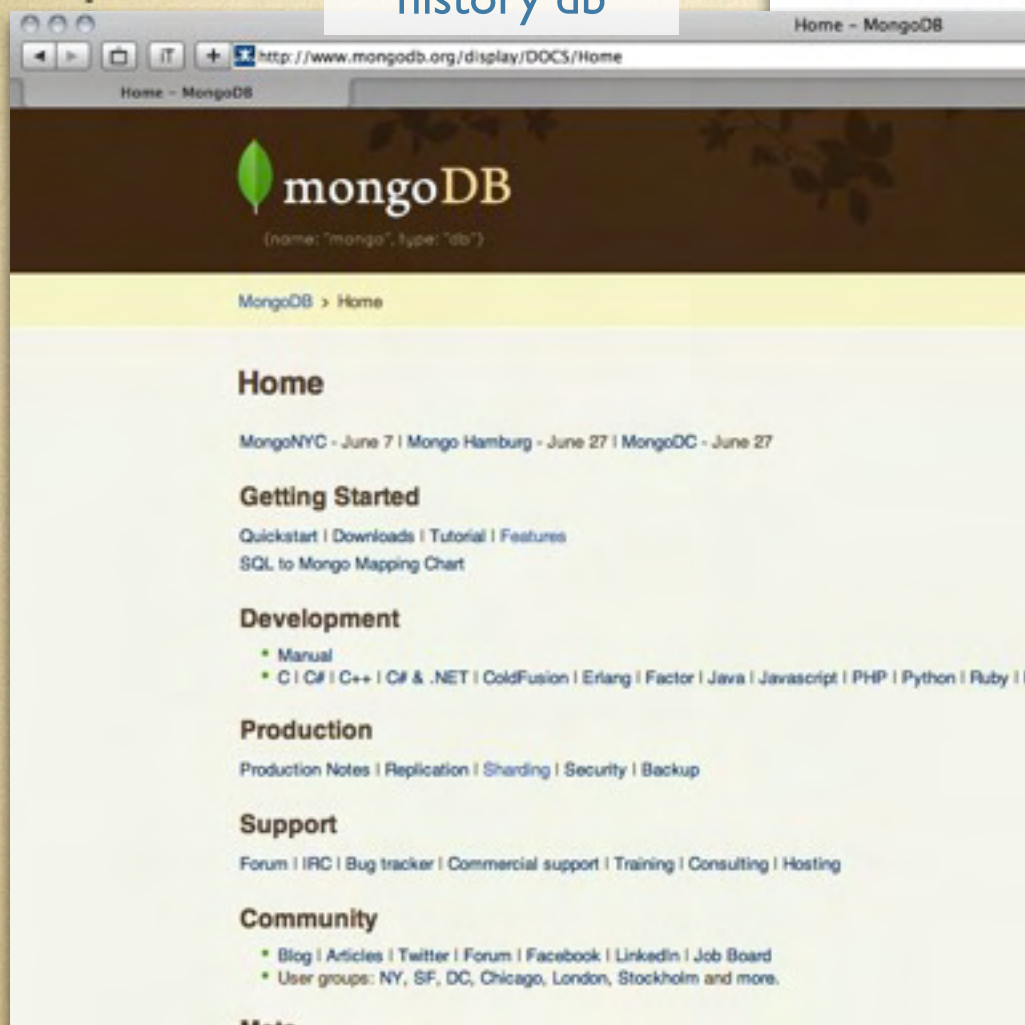 history db
Home – MongoDB
http://www.mongodb.org/display/DOCS/Home
Home – MongoDB
mongoDB
{name: "mongo", type: "db"}
MongoDB > Home
Home
MongoNYC - June 7 | Mongo Hamburg - June 27 | MongoDC - June 27
Getting Started
Quickstart | Downloads | Tutorial | Features
SQL to Mongo Mapping Chart
Development
• Manual
• C | C# | C++ | C# & .NET | ColdFusion | Erlang | Factor | Java | Javascript | PHP | Python | Ruby |
Production
Production Notes | Replication | Sharding | Security | Backup
Support
Forum | IRC | Bug tracker | Commercial support | Training | Consulting | Hosting
Community
• Blog | Articles | Twitter | Forum | Facebook | LinkedIn | Job Board
• User groups: NY, SF, DC, Chicago, London, Stockholm and more.